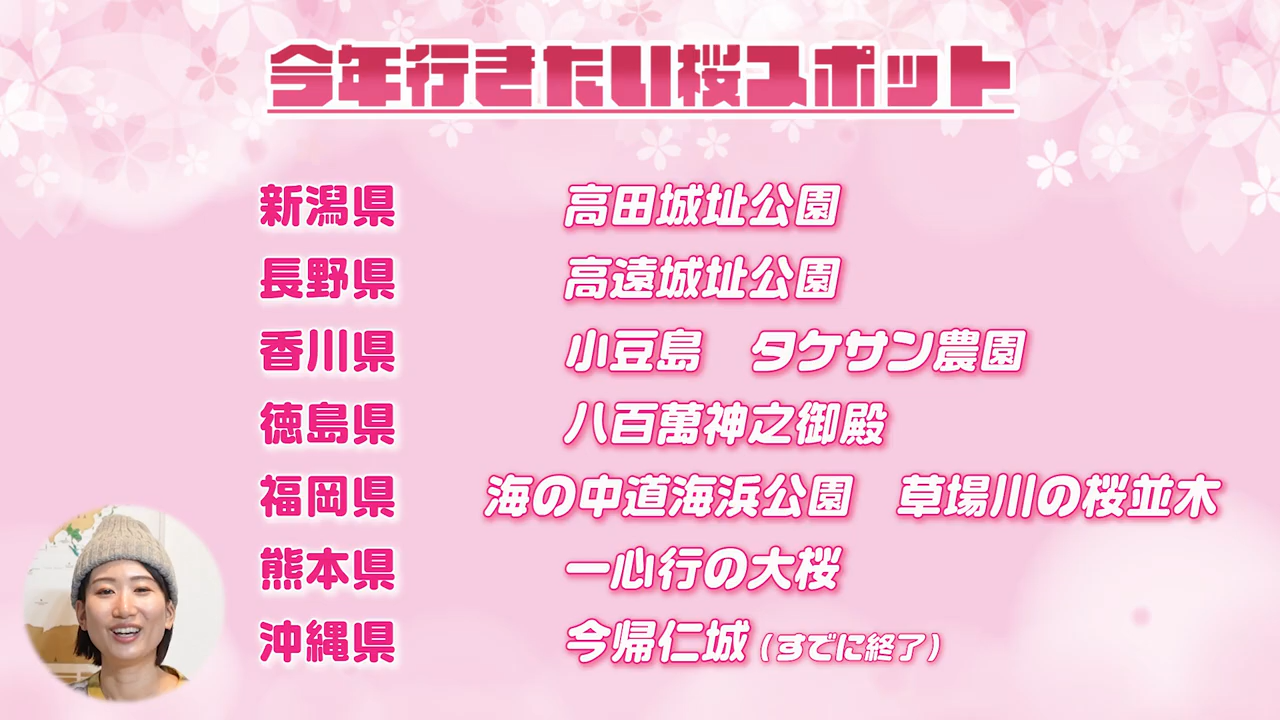 今年行きたい桜スポット
新潟県　高田城址公園
長野県　高遠城址公園
香川県　小豆島　タケサン農園
徳島県　八百萬神之御殿
福岡県　海の中道海浜公園　草場川の桜並木
熊本県　一心行の大桜
沖縄県　今帰仁城（すでに終了）